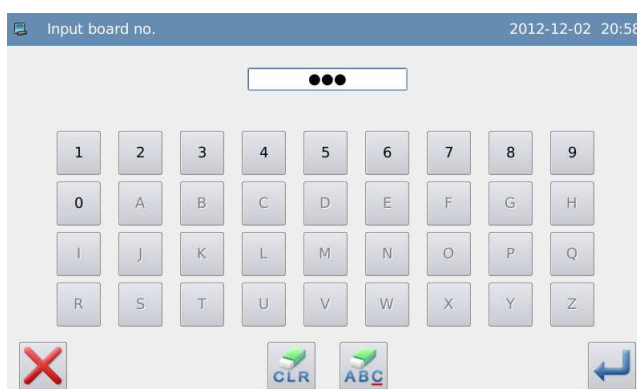 Input board no. 2012-12-02 20:58
●●●
1 2 3 4 5 6 7 8 9
0 A B C D E F G H
I J K L M N O P Q
R S T U V W X Y Z
CLR ABC